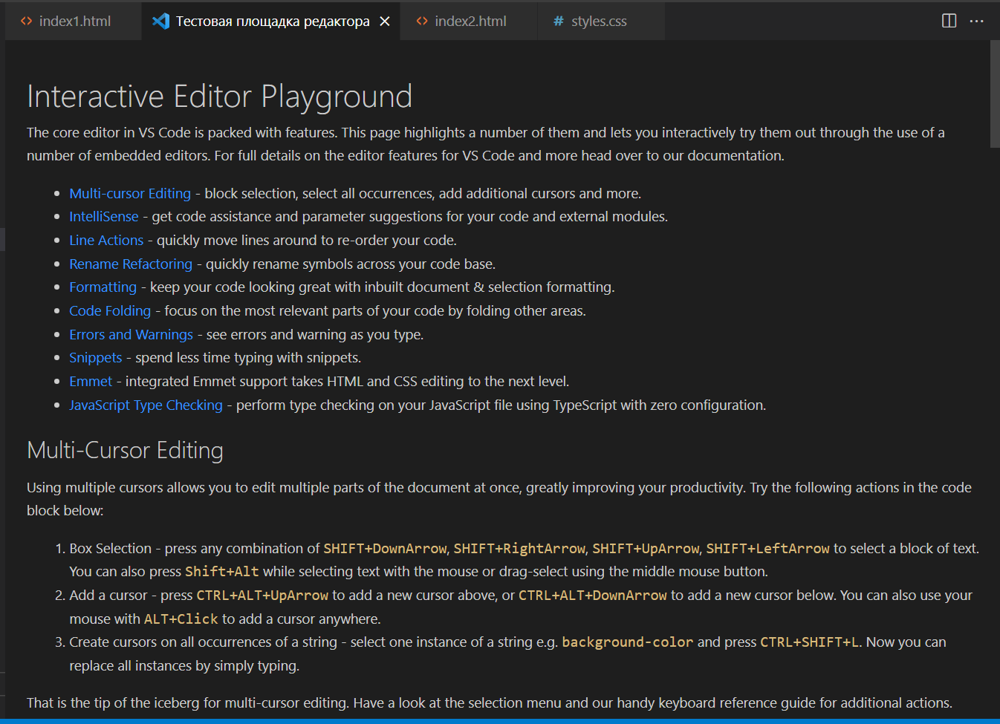 index1.html
Тестовая площадка редактора
index2.html
# styles.css
Interactive Editor Playground
The core editor in VS Code is packed with features. This page highlights a number of them and lets you interactively try them out through the use of a
number of embedded editors. For full details on the editor features for VS Code and more head over to our documentation.
Multi-cursor Editing - block selection, select all occurrences, add additional cursors and more.
IntelliSense - get code assistance and parameter suggestions for your code and external modules.
Line Actions - quickly move lines around to re-order your code.
Rename Refactoring - quickly rename symbols across your code base.
Formatting - keep your code looking great with inbuilt document & selection formatting.
Code Folding - focus on the most relevant parts of your code by folding other areas.
Errors and Warnings - see errors and warning as you type.
Snippets - spend less time typing with snippets.
Emmet - integrated Emmet support takes HTML and CSS editing to the next level.
JavaScript Type Checking - perform type checking on your JavaScript file using TypeScript with zero configuration.
Multi-Cursor Editing
Using multiple cursors allows you to edit multiple parts of the document at once, greatly improving your productivity. Try the following actions in the code
block below:
1. Box Selection - press any combination of SHIFT+DownArrow, SHIFT+RightArrow, SHIFT+UpArrow, SHIFT+LeftArrow to select a block of text.
You can also press Shift+Alt while selecting text with the mouse or drag-select using the middle mouse button.
2. Add a cursor - press CTRL+ALT+UpArrow to add a new cursor above, or CTRL+ALT+DownArrow to add a new cursor below. You can also use your
mouse with ALT+Click to add a cursor anywhere.
3. Create cursors on all occurrences of a string - select one instance of a string e.g. background-color and press CTRL+SHIFT+L. Now you can
replace all instances by simply typing.
That is the tip of the iceberg for multi-cursor editing. Have a look at the selection menu and our handy keyboard reference guide for additional actions.